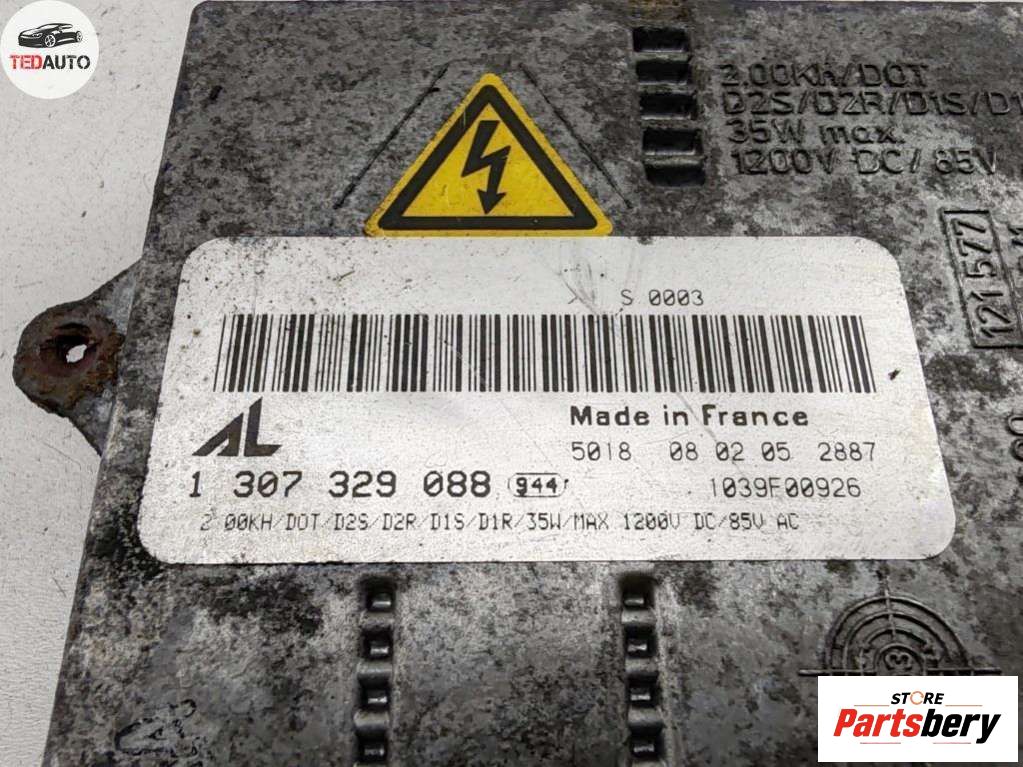 TEDAUTO
2.00KH/DOT
D2S/D2R/D1S/D1
35W max.
1200V DC/85V
121577
S 0003
AL
Made in France
5018 08 02 05 2887
1 307 329 088 944
1039F00926
2 00KH/DOT/D2S/D2R/D1S/D1R/35W/MAX 1200V DC/85V AC
STORE
Partsbery